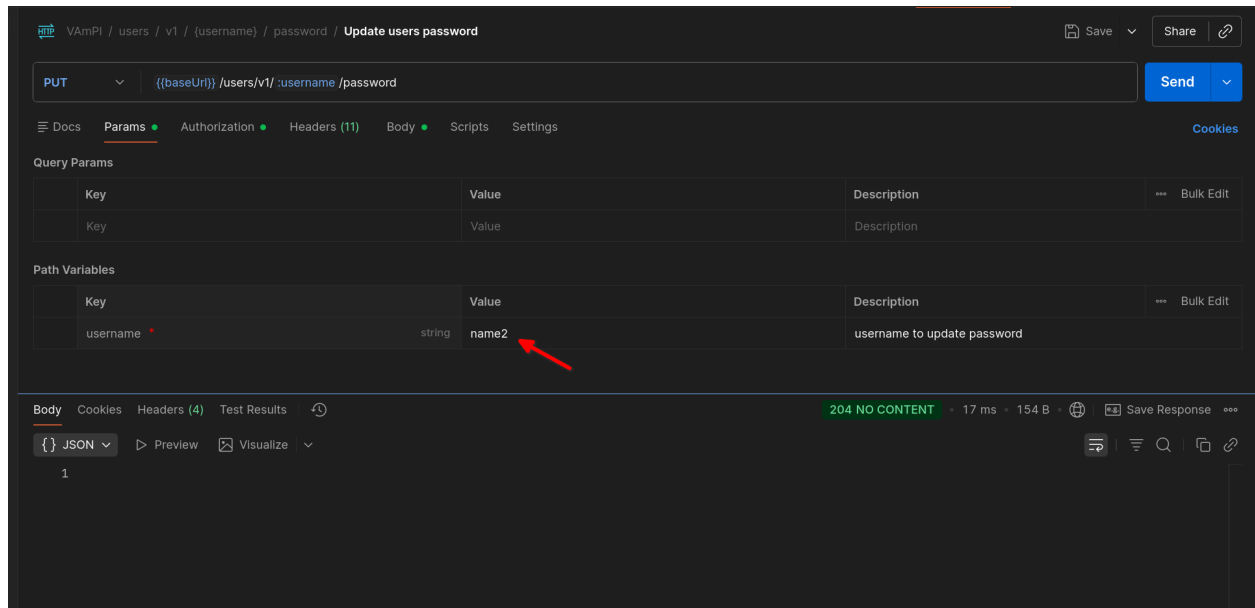 HTTP VAmPI / users / v1 / {username} / password / Update users password Save Share
PUT {{baseUrl}} /users/v1/ :username /password Send
Docs Params Authorization Headers (11) Body Scripts Settings Cookies
Query Params
Key Value Description Bulk Edit
Key Value Description
Path Variables
Key Value Description Bulk Edit
username * string name2 username to update password
Body Cookies Headers (4) Test Results 204 NO CONTENT 17 ms 154 B e.g. Save Response
{ } JSON Preview Visualize
1